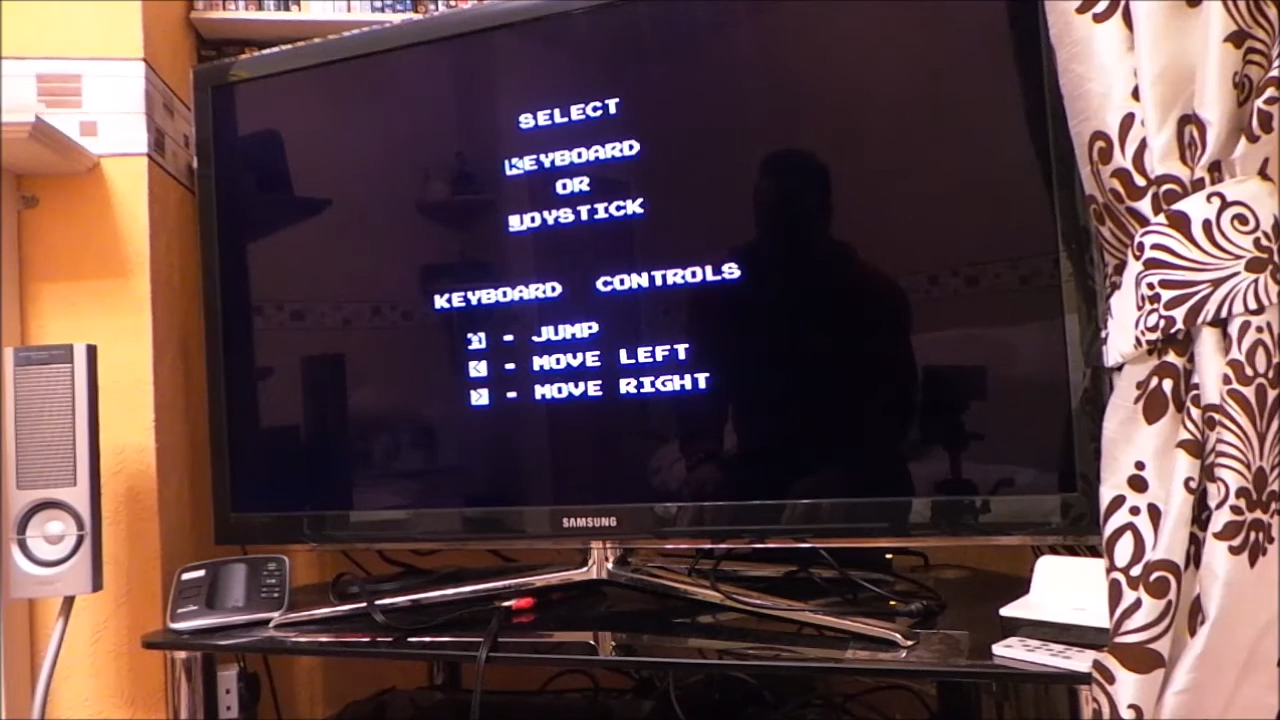 SELECT
KEYBOARD
OR
JOYSTICK
KEYBOARD CONTROLS
- JUMP
< - MOVE LEFT
> - MOVE RIGHT
SAMSUNG